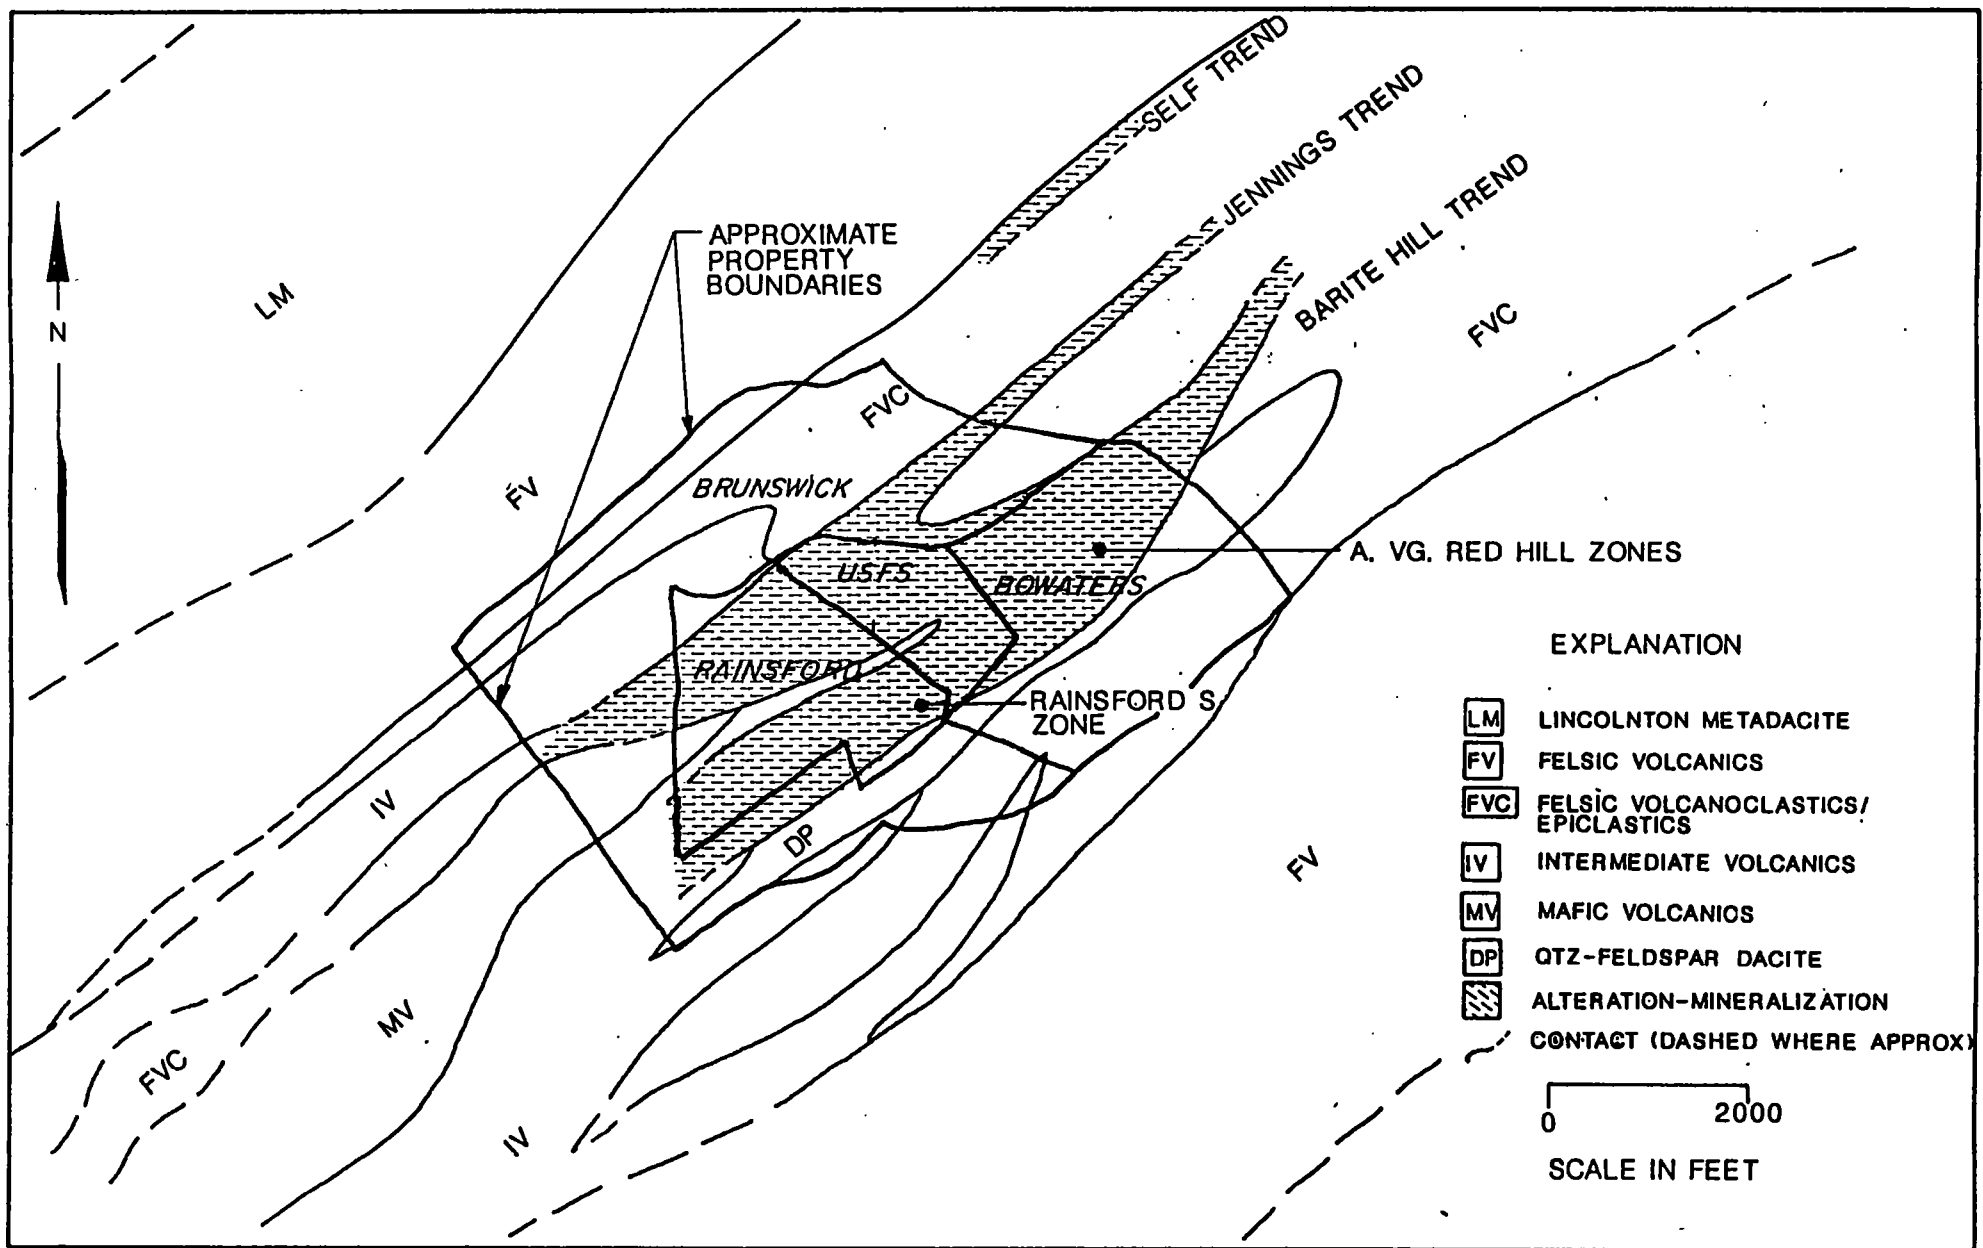 SELF TREND
JENNINGS TREND
BARITE HILL TREND
APPROXIMATE
PROPERTY
BOUNDARIES
LM
N
FVC
FVC
FV
BRUNSWICK
USFS
BOWATERS
A. VG. RED HILL ZONES
RAINSFORD
RAINSFORD S
ZONE
IV
DP
FV
MV
FVC
IV
EXPLANATION
LM LINCOLNTON METADACITE
FV FELSIC VOLCANICS
FVC FELSIC VOLCANOCLASTICS/
EPICLASTICS
IV INTERMEDIATE VOLCANICS
MV MAFIC VOLCANIOS
DP QTZ-FELDSPAR DACITE
ALTERATION-MINERALIZATION
CONTACT (DASHED WHERE APPROX)
0 2000
SCALE IN FEET